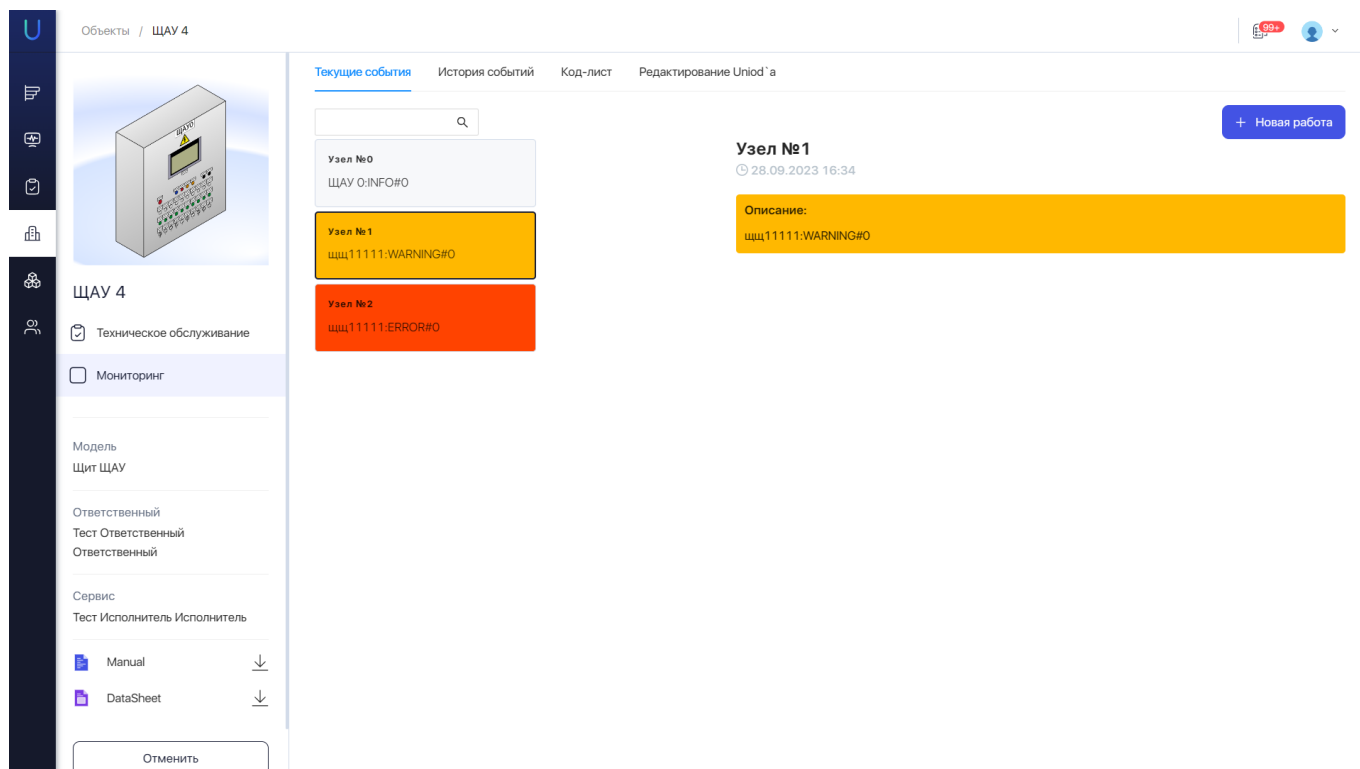 U
Объекты / ЩАУ 4
99+
Текущие события
История событий
Код-лист
Редактирование Uniod`a
ЩАУ0
ЩАУ 4
Техническое обслуживание
Мониторинг
Модель
Щит ЩАУ
Ответственный
Тест Ответственный
Ответственный
Сервис
Тест Исполнитель Исполнитель
Manual
DataSheet
Отменить
Узел №0
ЩАУ 0:INFO#0
Узел №1
щщ11111:WARNING#0
Узел №2
щщ11111:ERROR#0
+ Новая работа
Узел №1
28.09.2023 16:34
Описание:
щщ11111:WARNING#0